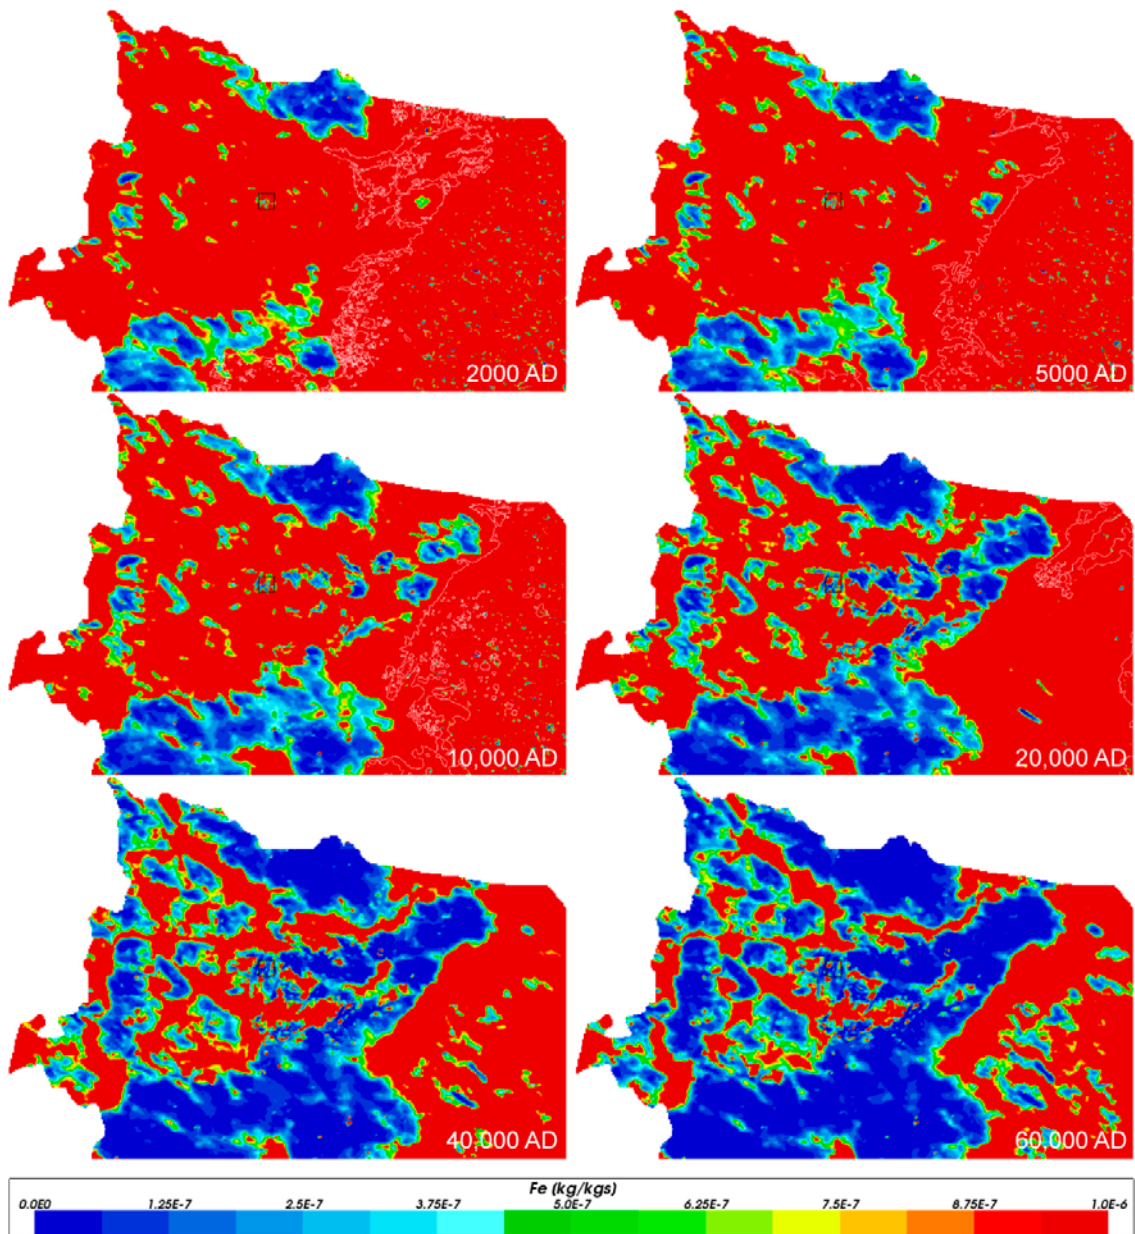 2000 AD
5000 AD
10,000 AD
20,000 AD
40,000 AD
60,000 AD
Fe (kg/kgs)
0.0E0 1.25E-7 2.5E-7 3.75E-7 5.0E-7 6.25E-7 7.5E-7 8.75E-7 1.0E-6